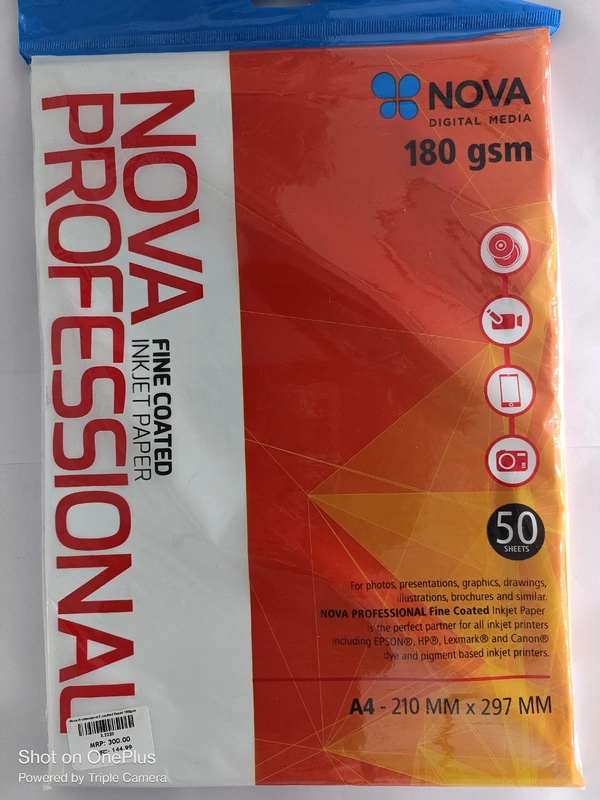 NOVA
DIGITAL MEDIA
180 gsm
NOVA
PROFESSIONAL
FINE COATED
INKJET PAPER
50
SHEETS
For photos, presentations, graphics, drawings,
illustrations, brochures and similar.
NOVA PROFESSIONAL Fine Coated Inkjet Paper
is the perfect partner for all inkjet printers
including EPSON®, HP®, Lexmark® and Canon®
dye and pigment based inkjet printers.
A4 - 210 MM x 297 MM
MRP: 300.00
144.99
Shot on OnePlus
Powered by Triple Camera